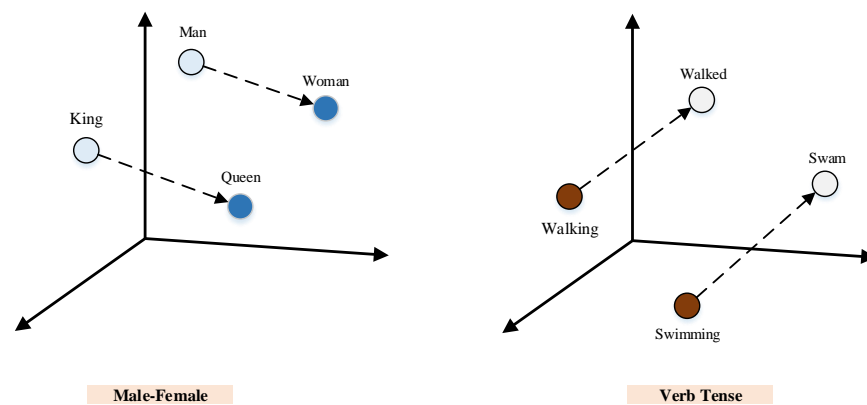 Man
Woman
King
Queen
Male-Female
Walked
Swam
Walking
Swimming
Verb Tense